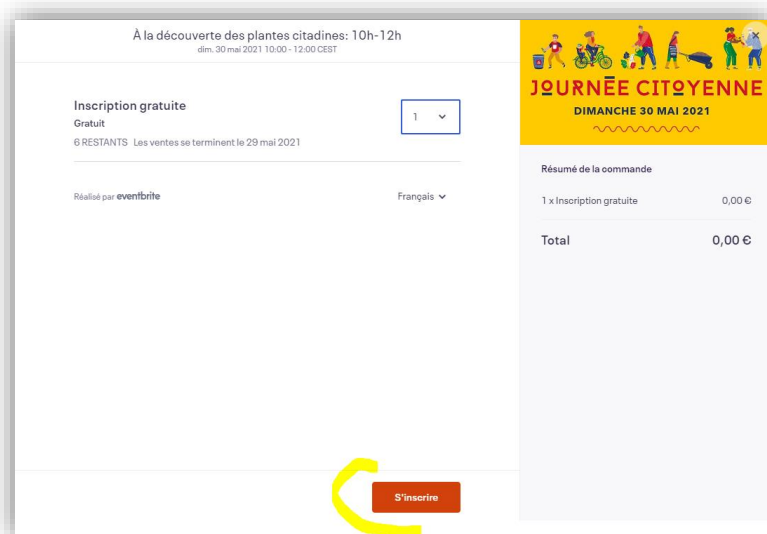 À la découverte des plantes citadines: 10h-12h
dim. 30 mai 2021 10:00 - 12:00 CEST
Inscription gratuite
Gratuit
1
6 RESTANTS Les ventes se terminent le 29 mai 2021
Réalisé par eventbrite
Français
S'inscrire
JOURNÉE CITOYENNE
DIMANCHE 30 MAI 2021
Résumé de la commande
1 x Inscription gratuite 0,00 €
Total 0,00 €